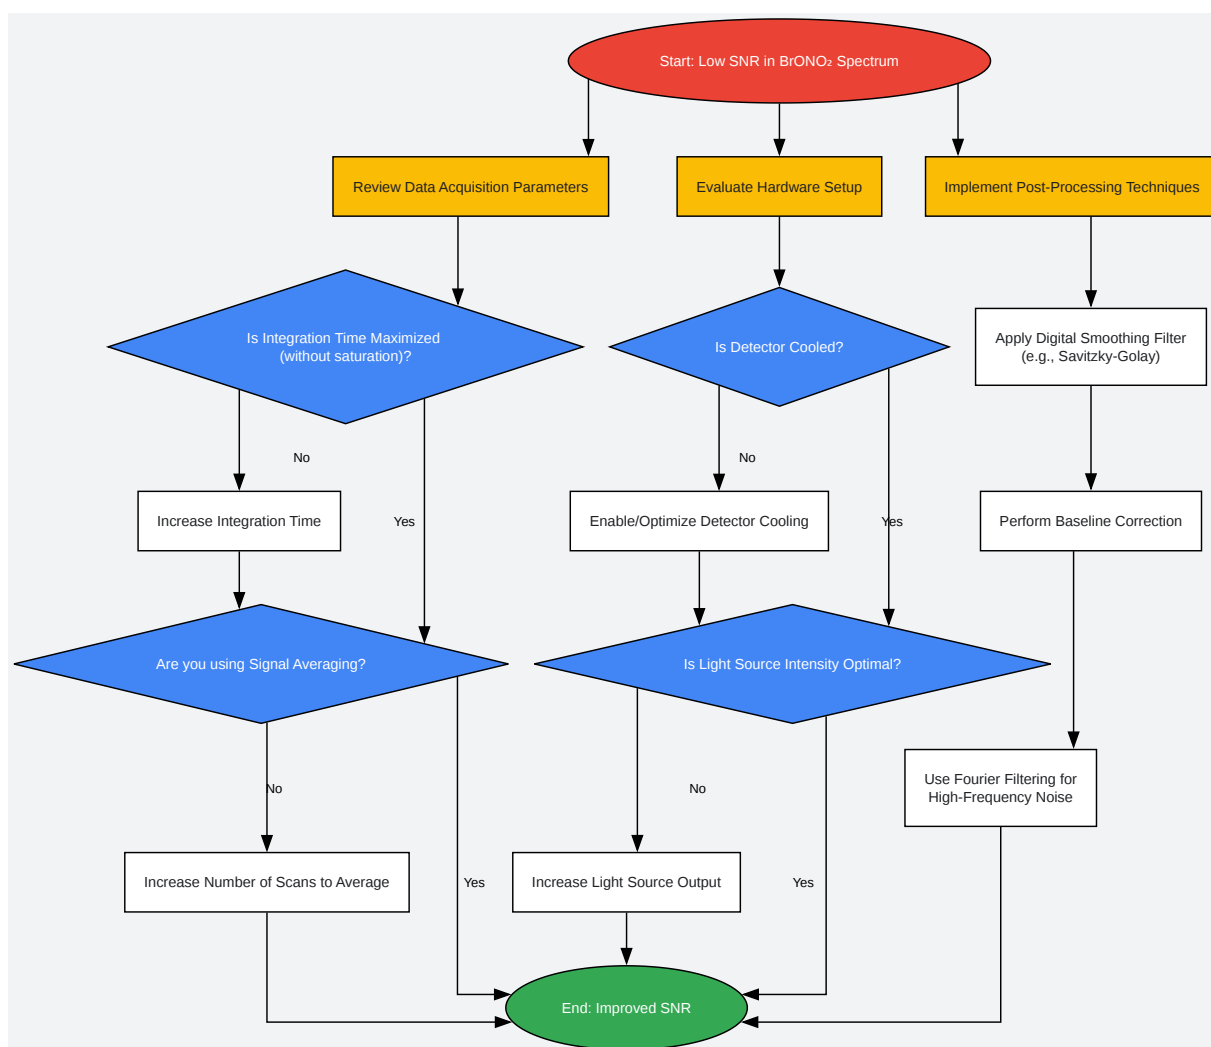 Start: Low SNR in BrONO₂ Spectrum
Review Data Acquisition Parameters
Evaluate Hardware Setup
Implement Post-Processing Techniques
Is Integration Time Maximized
(without saturation)?
Is Detector Cooled?
Apply Digital Smoothing Filter
(e.g., Savitzky-Golay)
No
No
Increase Integration Time
Yes
Enable/Optimize Detector Cooling
Yes
Perform Baseline Correction
Are you using Signal Averaging?
Is Light Source Intensity Optimal?
Use Fourier Filtering for
High-Frequency Noise
No
No
Increase Number of Scans to Average
Yes
Increase Light Source Output
Yes
End: Improved SNR